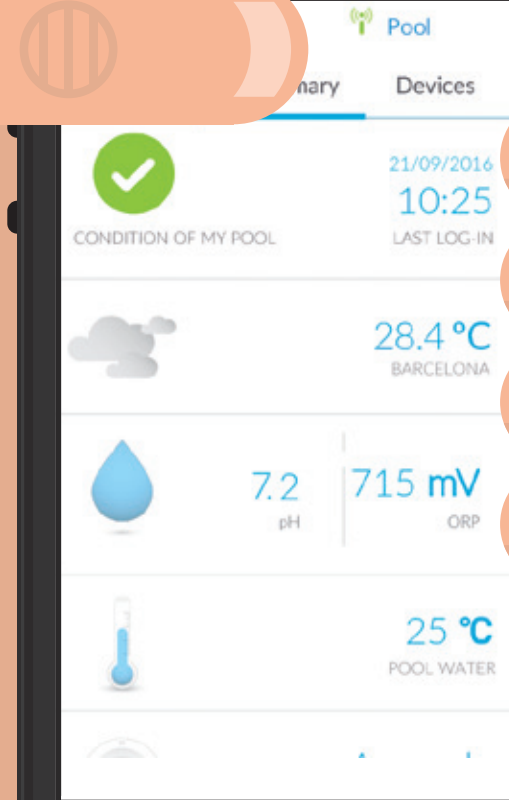 Pool
Devices
21/09/2016
10:25
CONDITION OF MY POOL
LAST LOG-IN
28.4 °C
BARCELONA
7.2
715 mV
pH
ORP
25 °C
POOL WATER